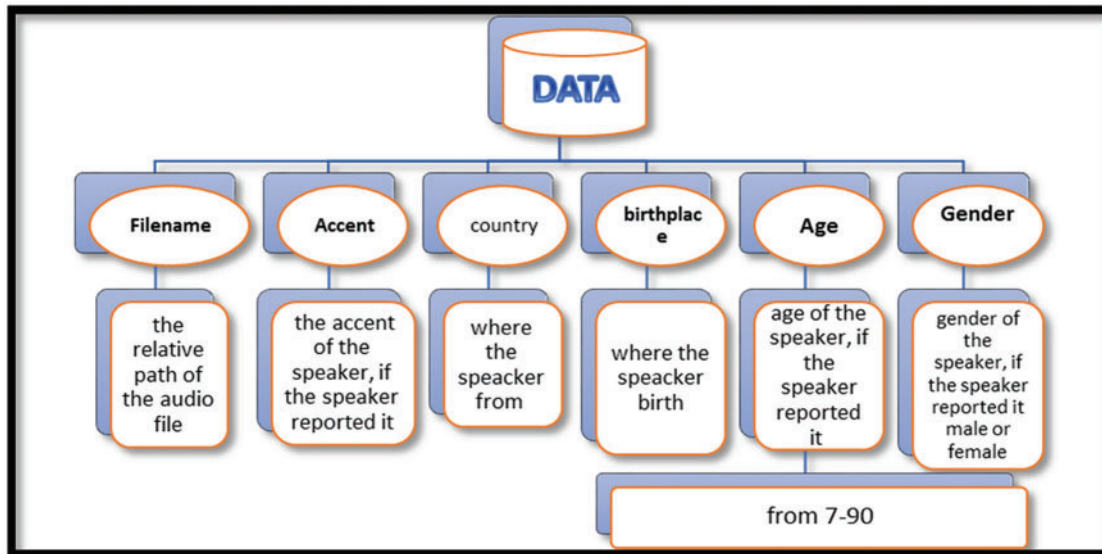 DATA
Filename
Accent
country
birthplac
e
Age
Gender
the
relative
path of
the audio
file
the accent
of the
speaker, if
the speaker
reported it
where
the
speacker
from
where the
speacker
birth
age of the
speaker, if
the
speaker
reported
it
gender of
the
speaker, if
the speaker
reported it
male or
female
from 7-90